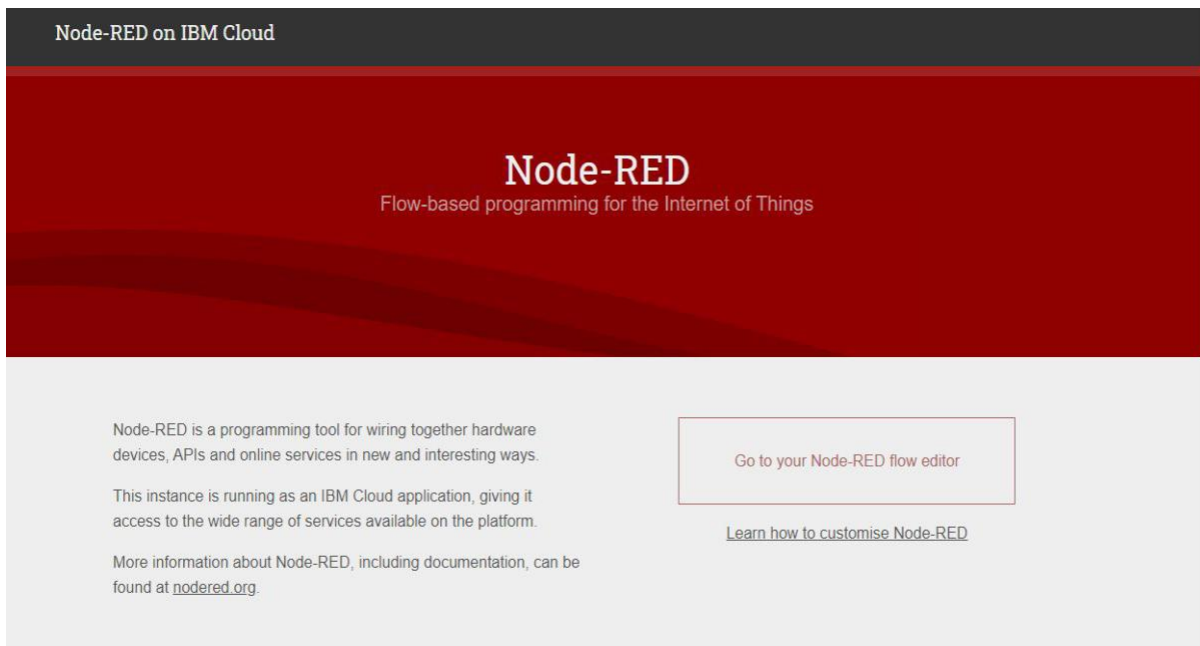 Node-RED on IBM Cloud
Node-RED
Flow-based programming for the Internet of Things
Node-RED is a programming tool for wiring together hardware
devices, APIs and online services in new and interesting ways.
This instance is running as an IBM Cloud application, giving it
access to the wide range of services available on the platform.
More information about Node-RED, including documentation, can be
found at nodered.org.
Go to your Node-RED flow editor
Learn how to customise Node-RED